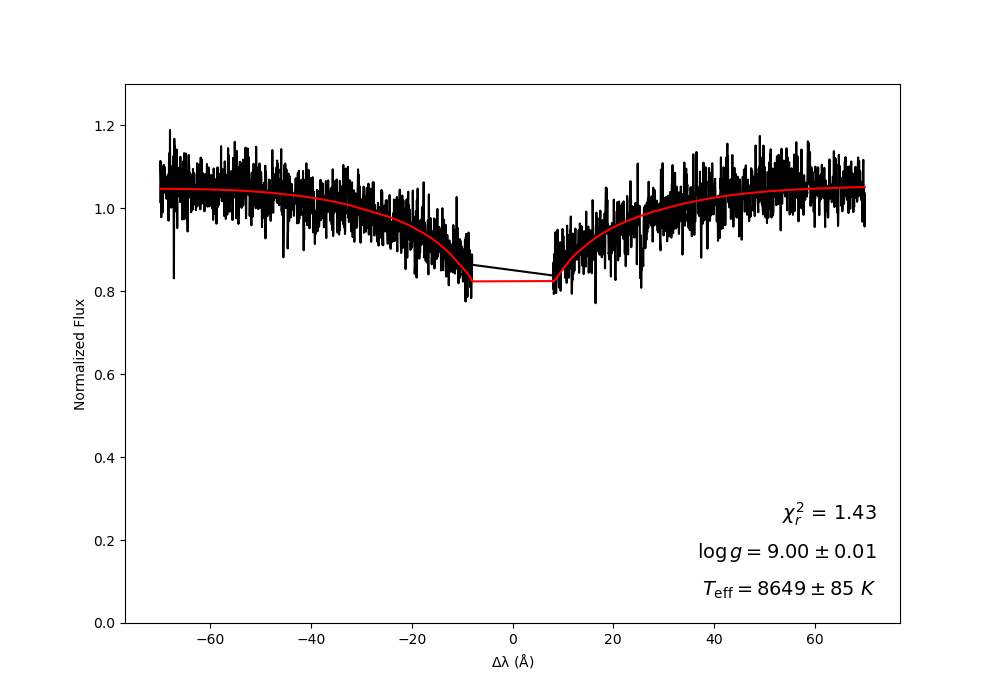 1.2
1.0
0.8
0.6
0.4
0.2
0.0
Normalized Flux
χ²ᵣ = 1.43
log g = 9.00 ± 0.01
T_eff = 8649 ± 85 K
−60 −40 −20 0 20 40 60
Δλ (Å)